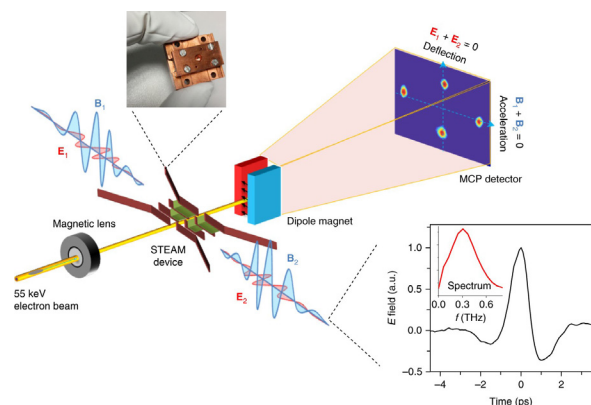 E₁ + E₂ = 0
Deflection
B₁
Acceleration
B₁ + B₂ = 0
E₁
MCP detector
Magnetic lens
Dipole magnet
STEAM
device
B₂
55 keV
electron beam
E₂
1.0
0.5
0.0
−0.5
E field (a.u.)
Spectrum
0.0 0.3 0.6
f (THz)
−4 −2 0 2
Time (ps)